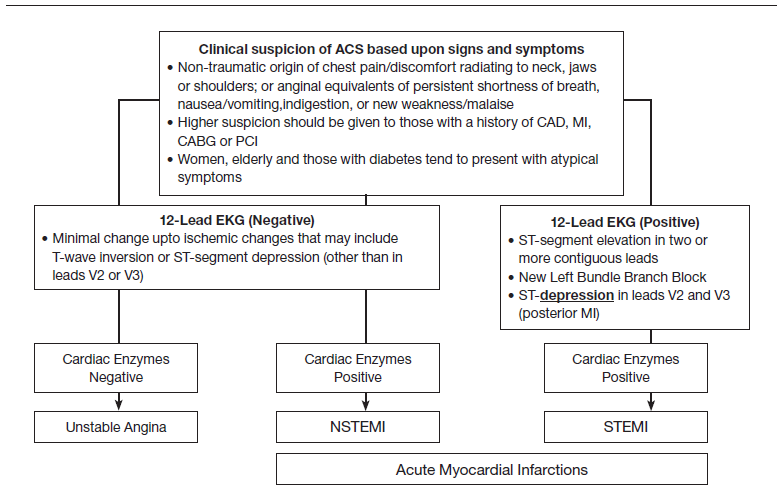 Clinical suspicion of ACS based upon signs and symptoms
• Non-traumatic origin of chest pain/discomfort radiating to neck, jaws
or shoulders; or anginal equivalents of persistent shortness of breath,
nausea/vomiting,indigestion, or new weakness/malaise
• Higher suspicion should be given to those with a history of CAD, MI,
CABG or PCI
• Women, elderly and those with diabetes tend to present with atypical
symptoms
12-Lead EKG (Negative)
• Minimal change upto ischemic changes that may include
T-wave inversion or ST-segment depression (other than in
leads V2 or V3)
12-Lead EKG (Positive)
• ST-segment elevation in two or
more contiguous leads
• New Left Bundle Branch Block
• ST-depression in leads V2 and V3
(posterior MI)
Cardiac Enzymes
Negative
Cardiac Enzymes
Positive
Cardiac Enzymes
Positive
Unstable Angina
NSTEMI
STEMI
Acute Myocardial Infarctions